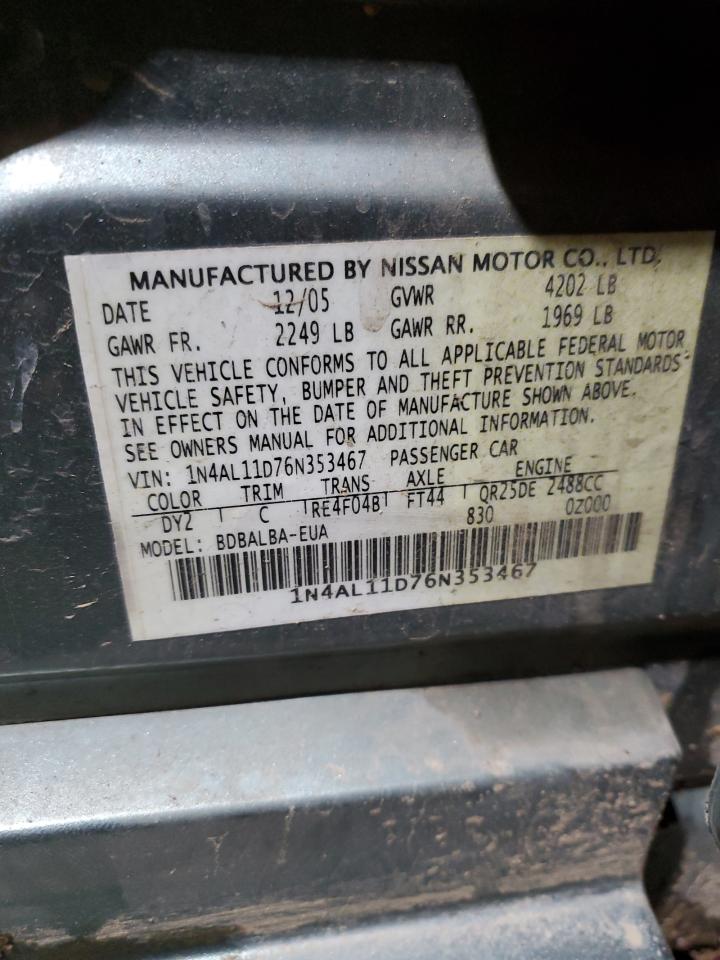 MANUFACTURED BY NISSAN MOTOR CO., LTD.
DATE 12/05 GVWR 4202 LB
GAWR FR. 2249 LB GAWR RR. 1969 LB
THIS VEHICLE CONFORMS TO ALL APPLICABLE FEDERAL MOTOR
VEHICLE SAFETY, BUMPER AND THEFT PREVENTION STANDARDS
IN EFFECT ON THE DATE OF MANUFACTURE SHOWN ABOVE.
SEE OWNERS MANUAL FOR ADDITIONAL INFORMATION.
VIN: 1N4AL11D76N353467 PASSENGER CAR
COLOR TRIM TRANS AXLE ENGINE
DY2 C RE4F04B FT44 QR25DE 2488CC
MODEL: BDBALBA-EUA 830 0Z000
1N4AL11D76N353467